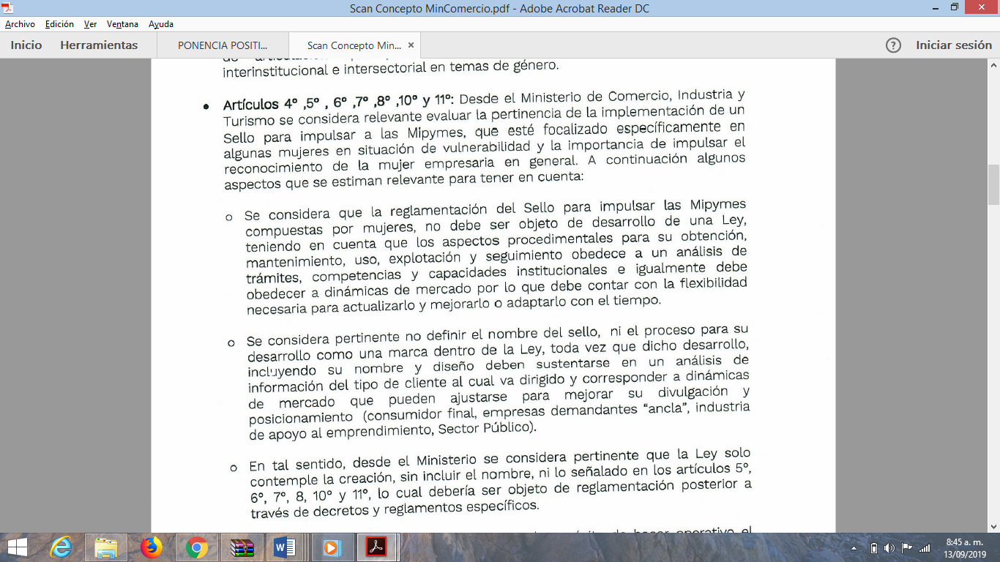 Scan Concepto MinComercio.pdf - Adobe Acrobat Reader DC
Archivo Edición Ver Ventana Ayuda
Inicio Herramientas PONENCIA POSITI... Scan Concepto Min... × ? Iniciar sesión
interinstitucional e intersectorial en temas de género.
• Artículos 4° ,5° , 6° ,7° ,8° ,10° y 11°: Desde el Ministerio de Comercio, Industria y
Turismo se considera relevante evaluar la pertinencia de la implementación de un
Sello para impulsar a las Mipymes, que esté focalizado específicamente en
algunas mujeres en situación de vulnerabilidad y la importancia de impulsar el
reconocimiento de la mujer empresaria en general. A continuación algunos
aspectos que se estiman relevante para tener en cuenta:
o Se considera que la reglamentación del Sello para impulsar las Mipymes
compuestas por mujeres, no debe ser objeto de desarrollo de una Ley,
teniendo en cuenta que los aspectos procedimentales para su obtención,
mantenimiento, uso, explotación y seguimiento obedece a un análisis de
trámites, competencias y capacidades institucionales e igualmente debe
obedecer a dinámicas de mercado por lo que debe contar con la flexibilidad
necesaria para actualizarlo y mejorarlo o adaptarlo con el tiempo.
o Se considera pertinente no definir el nombre del sello, ni el proceso para su
desarrollo como una marca dentro de la Ley, toda vez que dicho desarrollo,
incluyendo su nombre y diseño deben sustentarse en un análisis de
información del tipo de cliente al cual va dirigido y corresponder a dinámicas
de mercado que pueden ajustarse para mejorar su divulgación y
posicionamiento (consumidor final, empresas demandantes “ancla”, industria
de apoyo al emprendimiento, Sector Público).
o En tal sentido, desde el Ministerio se considera pertinente que la Ley solo
contemple la creación, sin incluir el nombre, ni lo señalado en los artículos 5°,
6°, 7°, 8, 10° y 11°, lo cual debería ser objeto de reglamentación posterior a
través de decretos y reglamentos específicos.
8:45 a. m.
13/09/2019